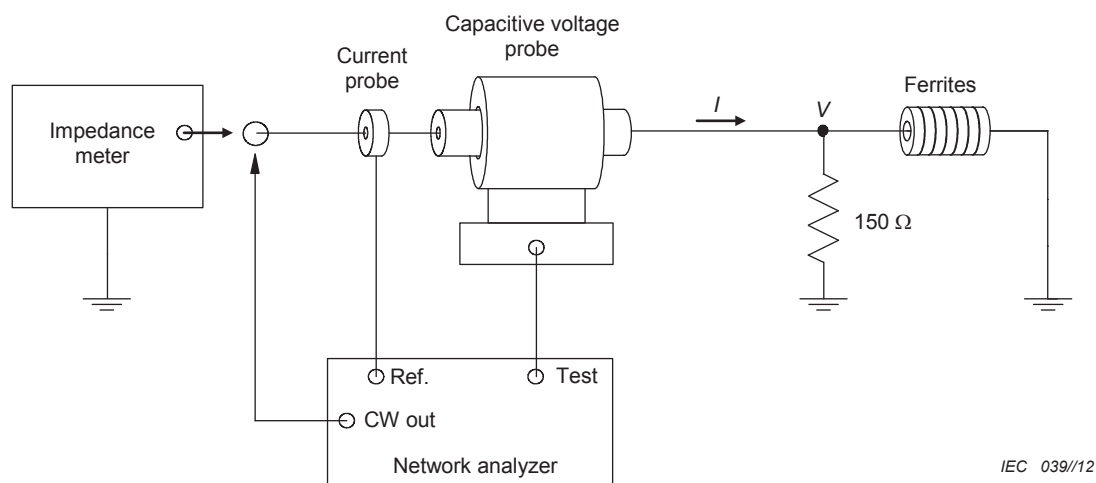 Capacitive voltage
probe
Current
probe
Ferrites
Impedance
meter
I
V
150 Ω
Ref.
Test
CW out
Network analyzer
IEC 039//12